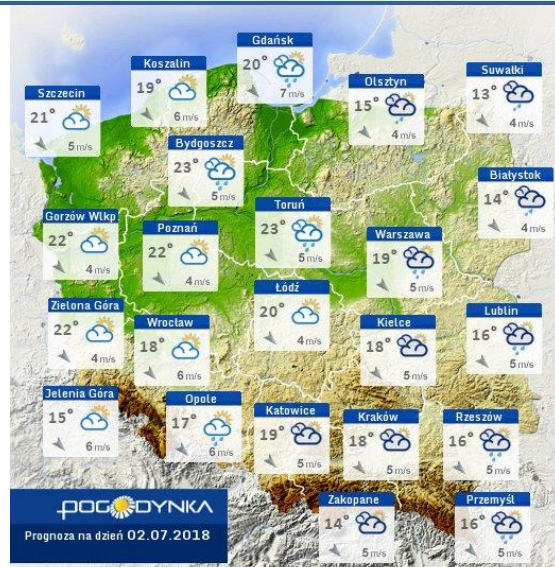 Gdańsk
20°
7 m/s
Koszalin
19°
6 m/s
Suwałki
13°
4 m/s
Olsztyn
15°
4 m/s
Szczecin
21°
5 m/s
Bydgoszcz
23°
5 m/s
Białystok
14°
4 m/s
Toruń
23°
5 m/s
Gorzów Wlkp
22°
4 m/s
Poznań
22°
4 m/s
Warszawa
19°
5 m/s
Łódź
20°
4 m/s
Zielona Góra
22°
4 m/s
Lublin
16°
5 m/s
Wrocław
18°
6 m/s
Kielce
18°
5 m/s
Jelenia Góra
15°
6 m/s
Opole
17°
6 m/s
Katowice
19°
5 m/s
Kraków
18°
5 m/s
Rzeszów
16°
5 m/s
Zakopane
14°
5 m/s
Przemyśl
16°
5 m/s
POGODYNKA
Prognoza na dzień 02.07.2018